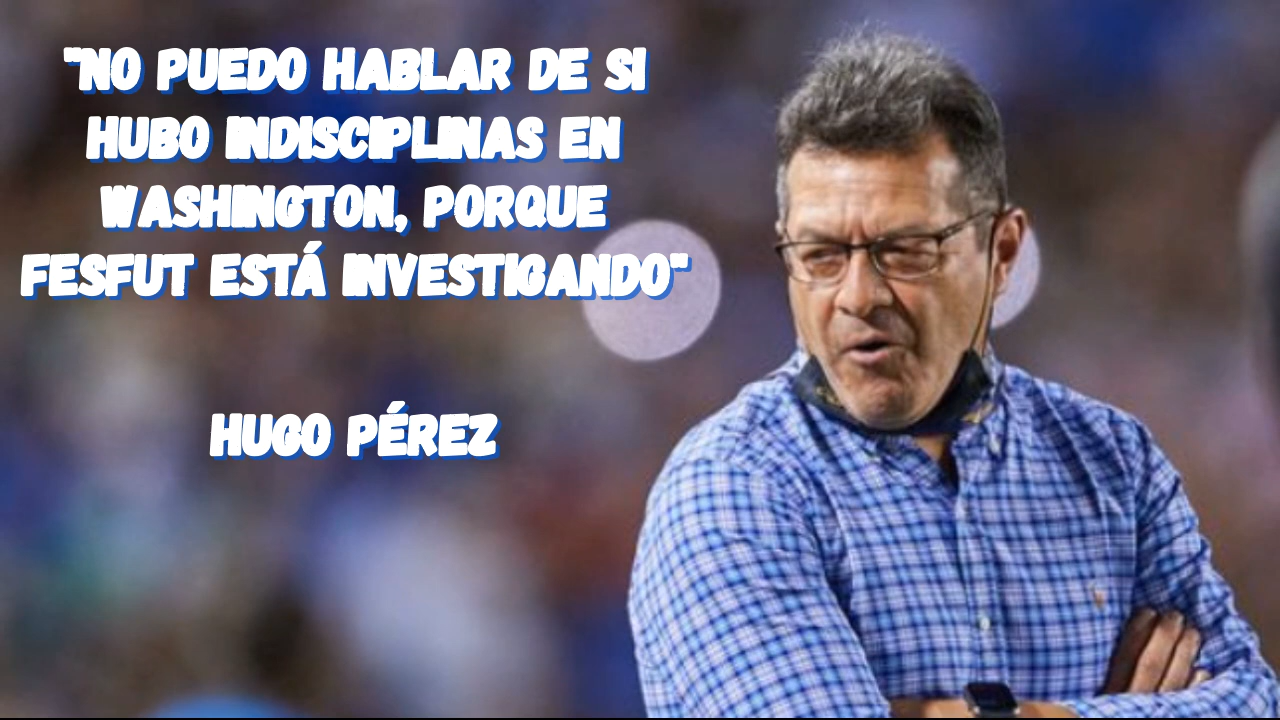 "NO PUEDO HABLAR DE SI
HUBO INDISCIPLINAS EN
WASHINGTON, PORQUE
FESFUT ESTÁ INVESTIGANDO"
HUGO PÉREZ